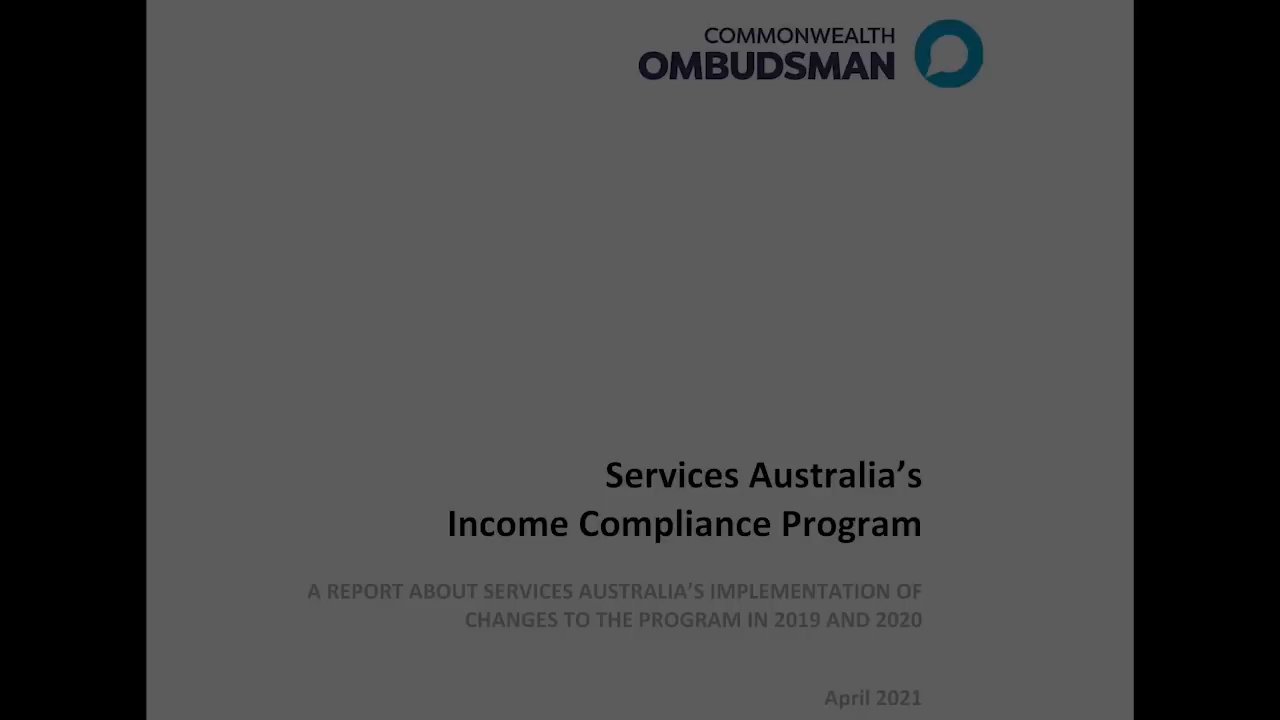 COMMONWEALTH
OMBUDSMAN
Services Australia’s
Income Compliance Program
A REPORT ABOUT SERVICES AUSTRALIA’S IMPLEMENTATION OF
CHANGES TO THE PROGRAM IN 2019 AND 2020
April 2021